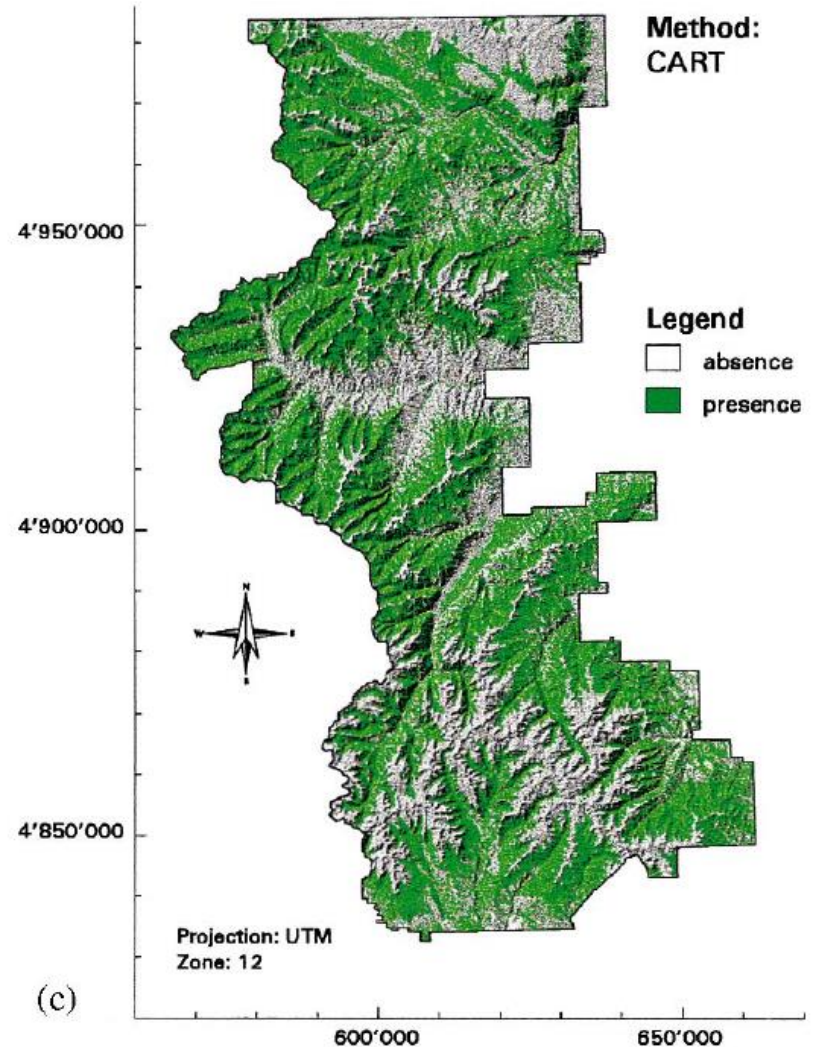 Method:
CART
4'950'000
Legend
absence
presence
4'900'000
N
W E
S
4'850'000
Projection: UTM
Zone: 12
(c)
600'000 650'000